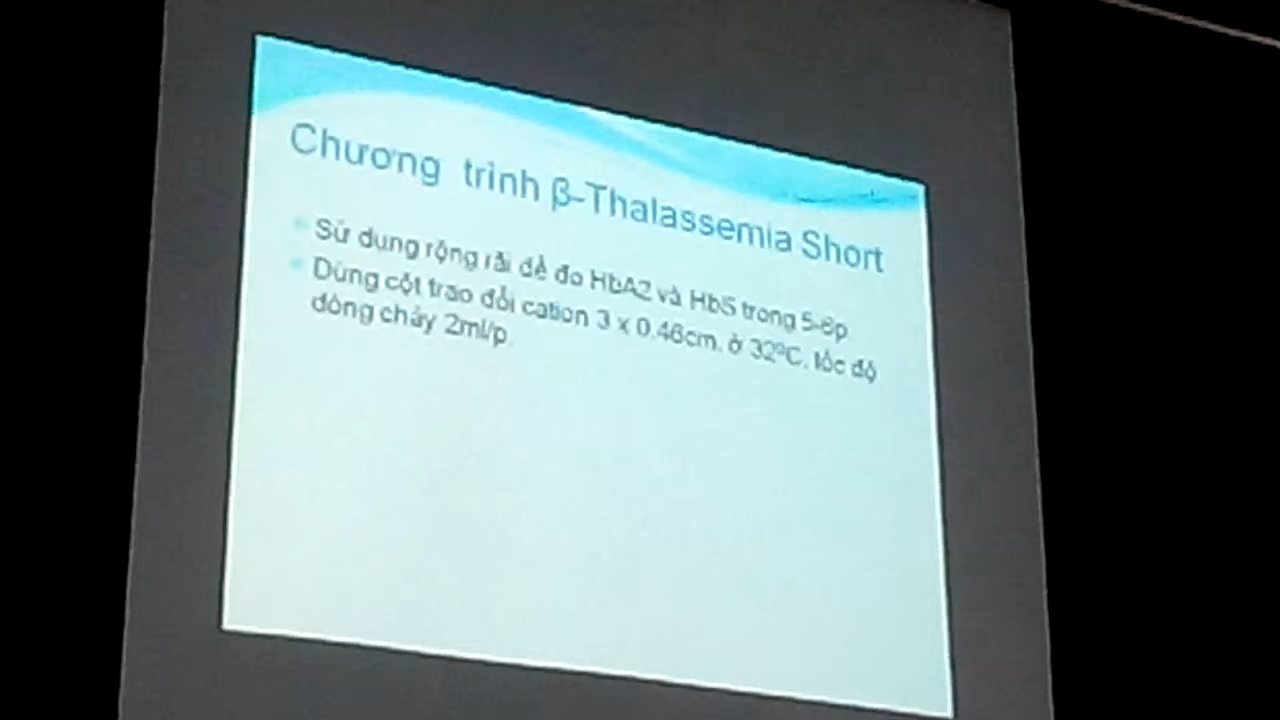 Chương trình β-Thalassemia Short
Sử dụng rộng rãi để đo HbA2 và HbS trong 5-6p
Dùng cột trao đổi cation 3 x 0.46cm, ở 32ºC, tốc độ
dòng chảy 2ml/p